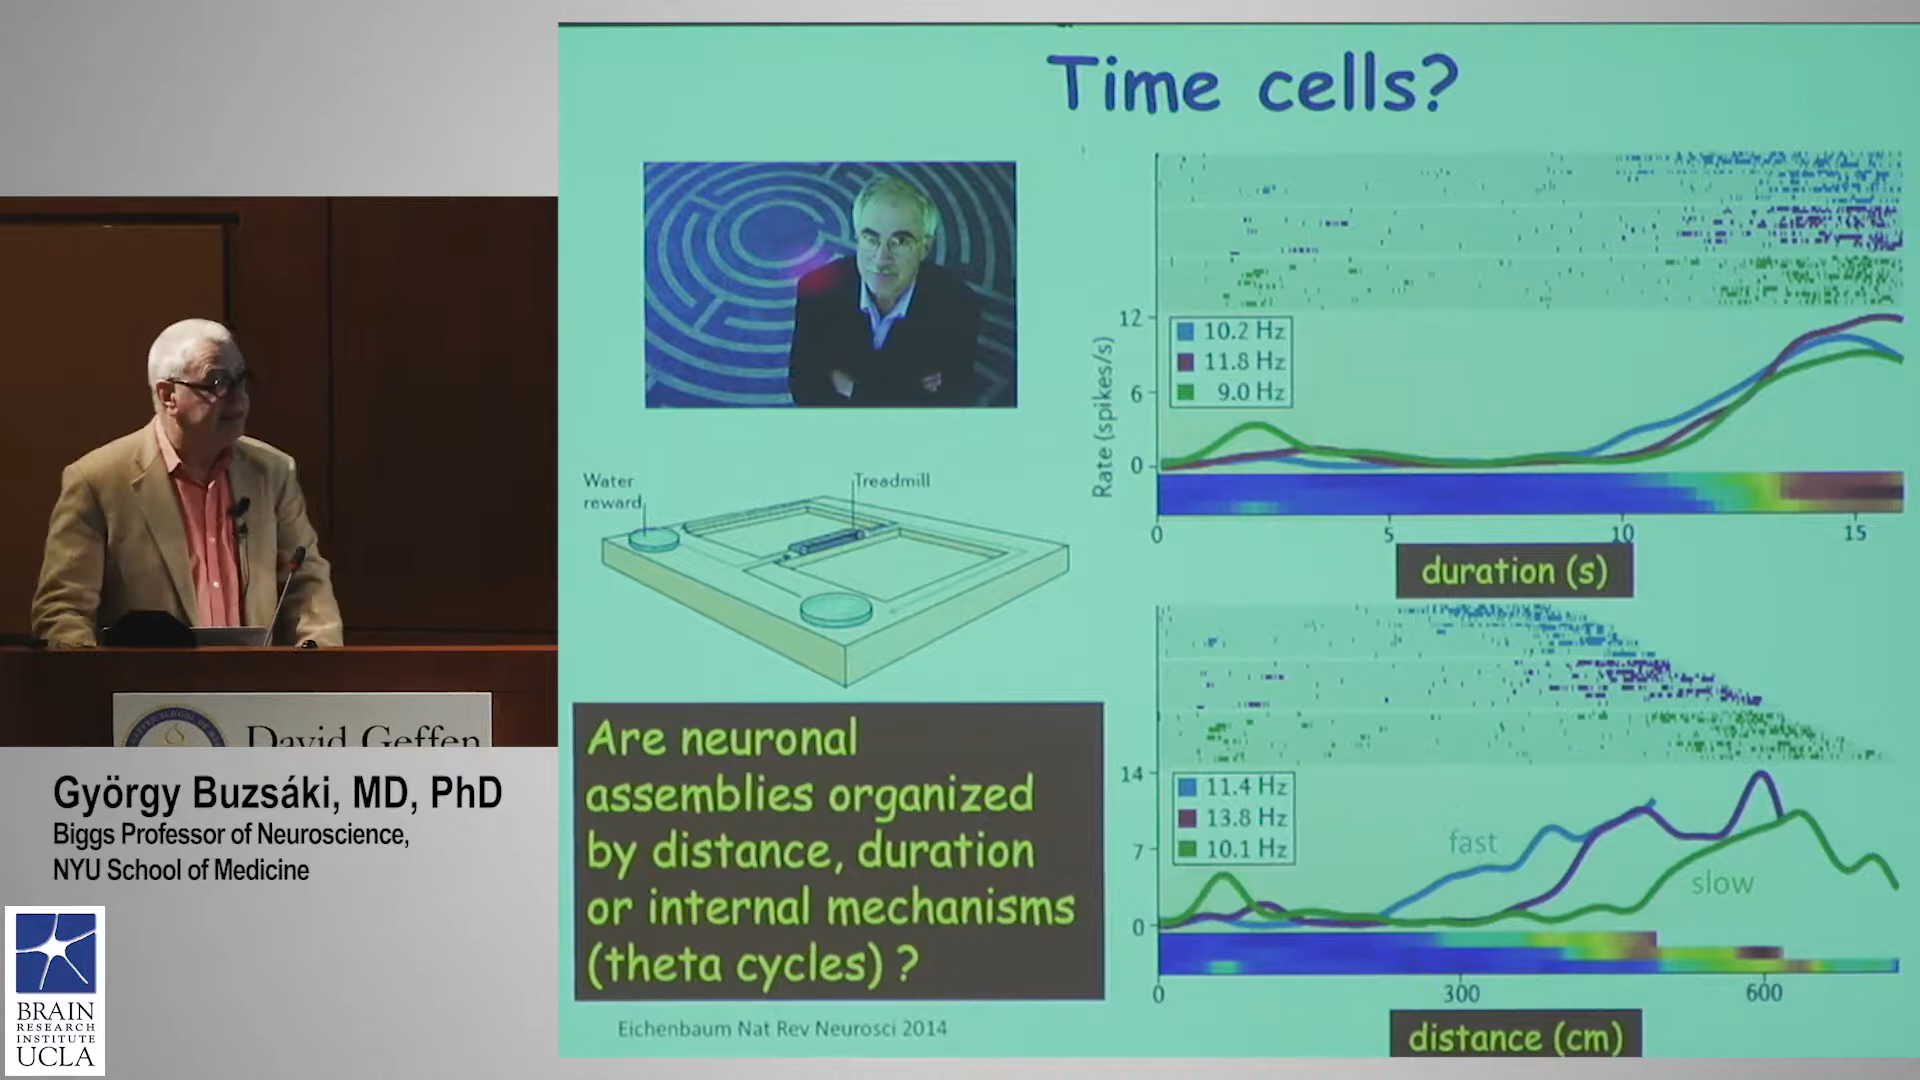 Time cells?
Water
reward
Treadmill
Are neuronal
assemblies organized
by distance, duration
or internal mechanisms
(theta cycles) ?
Eichenbaum Nat Rev Neurosci 2014
Rate (spikes/s)
12
6
0
10.2 Hz
11.8 Hz
9.0 Hz
0 5 10 15
duration (s)
14
7
0
11.4 Hz
13.8 Hz
10.1 Hz
fast
slow
0 300 600
distance (cm)
David Geffen
György Buzsáki, MD, PhD
Biggs Professor of Neuroscience,
NYU School of Medicine
BRAIN
RESEARCH
INSTITUTE
UCLA